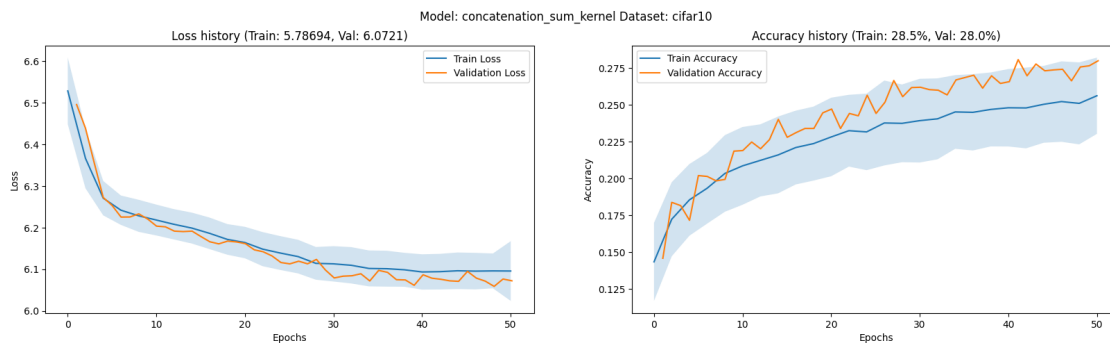 Model: concatenation_sum_kernel Dataset: cifar10
Loss history (Train: 5.78694, Val: 6.0721)
Train Loss
Validation Loss
6.6
6.5
6.4
6.3
6.2
6.1
6.0
Loss
0
10
20
30
40
50
Epochs
Accuracy history (Train: 28.5%, Val: 28.0%)
Train Accuracy
Validation Accuracy
0.275
0.250
0.225
0.200
0.175
0.150
0.125
Accuracy
0
10
20
30
40
50
Epochs